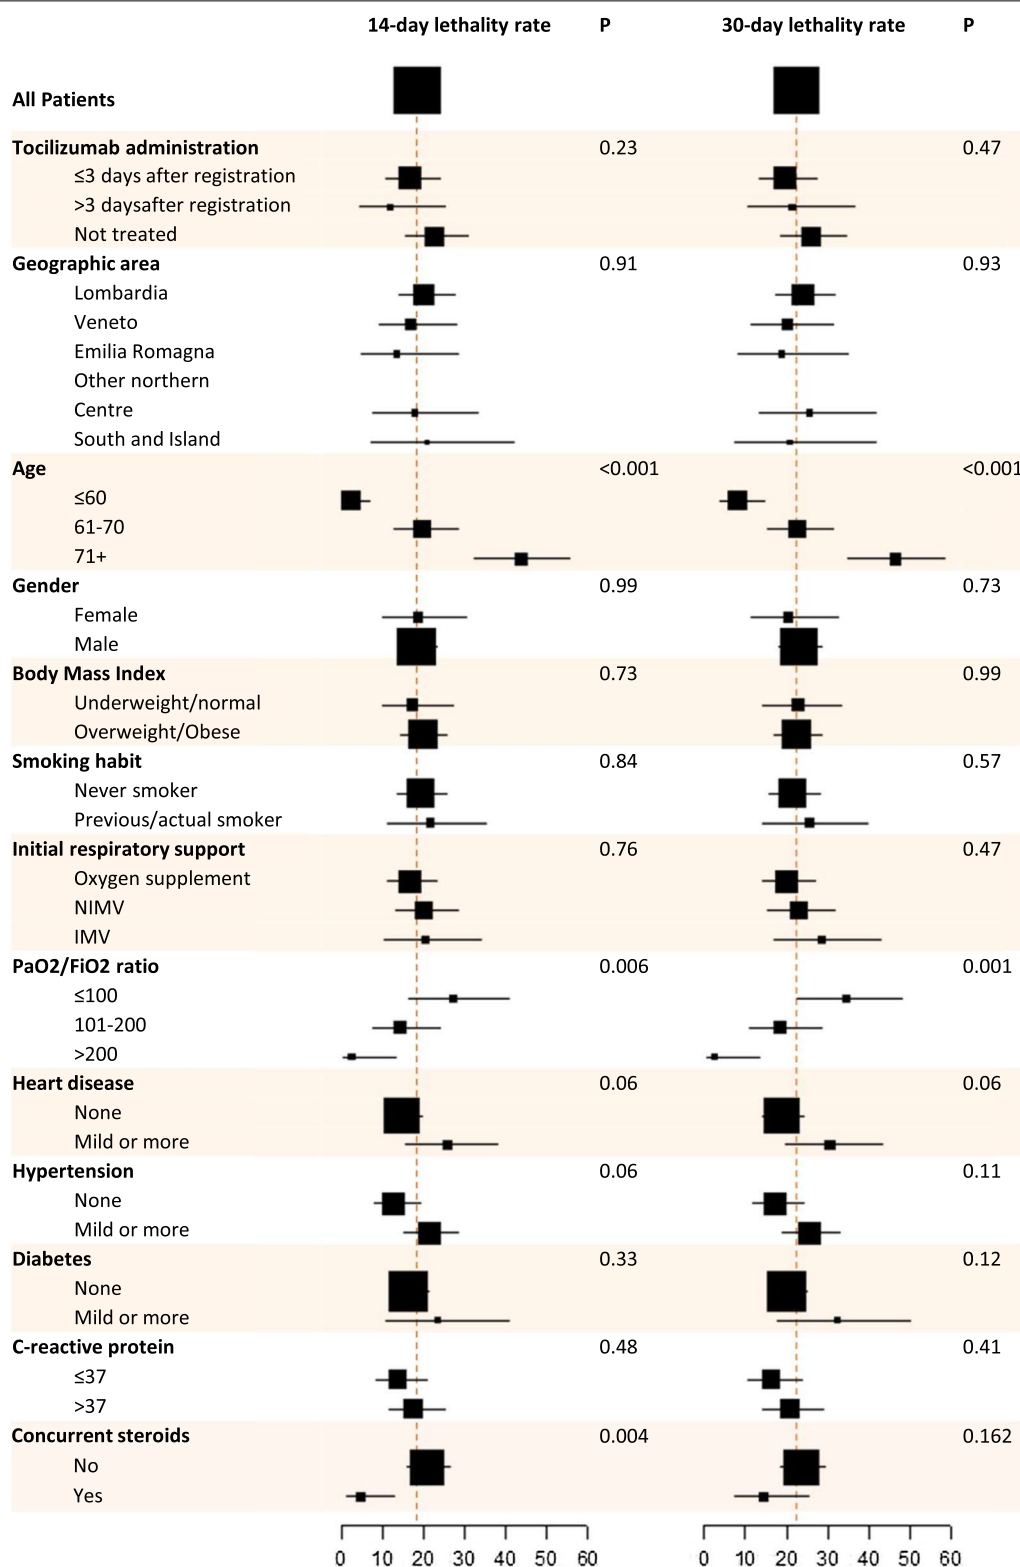 14-day lethality rate P 30-day lethality rate P
All Patients
Tocilizumab administration 0.23 0.47
≤3 days after registration
>3 daysafter registration
Not treated
Geographic area 0.91 0.93
Lombardia
Veneto
Emilia Romagna
Other northern
Centre
South and Island
Age <0.001 <0.001
≤60
61-70
71+
Gender 0.99 0.73
Female
Male
Body Mass Index 0.73 0.99
Underweight/normal
Overweight/Obese
Smoking habit 0.84 0.57
Never smoker
Previous/actual smoker
Initial respiratory support 0.76 0.47
Oxygen supplement
NIMV
IMV
PaO2/FiO2 ratio 0.006 0.001
≤100
101-200
>200
Heart disease 0.06 0.06
None
Mild or more
Hypertension 0.06 0.11
None
Mild or more
Diabetes 0.33 0.12
None
Mild or more
C-reactive protein 0.48 0.41
≤37
>37
Concurrent steroids 0.004 0.162
No
Yes
0 10 20 30 40 50 60 0 10 20 30 40 50 60